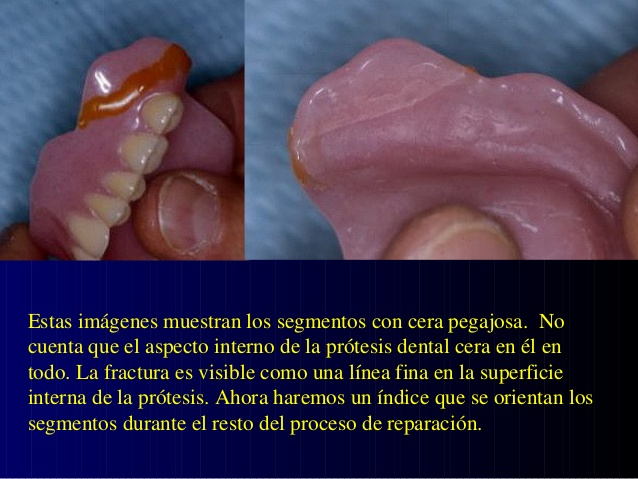 Estas imágenes muestran los segmentos con cera pegajosa.  No
cuenta que el aspecto interno de la prótesis dental cera en él en
todo. La fractura es visible como una línea fina en la superficie
interna de la prótesis. Ahora haremos un índice que se orientan los
segmentos durante el resto del proceso de reparación.